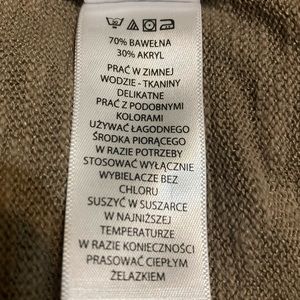 70% BAWEŁNA
30% AKRYL
PRAĆ W ZIMNEJ
WODZIE - TKANINY
DELIKATNE
PRAĆ Z PODOBNYMI
KOLORAMI
UŻYWAĆ ŁAGODNEGO
ŚRODKA PIORĄCEGO
W RAZIE POTRZEBY
STOSOWAĆ WYŁĄCZNIE
WYBIELACZE BEZ
CHLORU
SUSZYĆ W SUSZARCE
W NAJNIŻSZEJ
TEMPERATURZE
W RAZIE KONIECZNOŚCI
PRASOWAĆ CIEPŁYM
ŻELAZKIEM